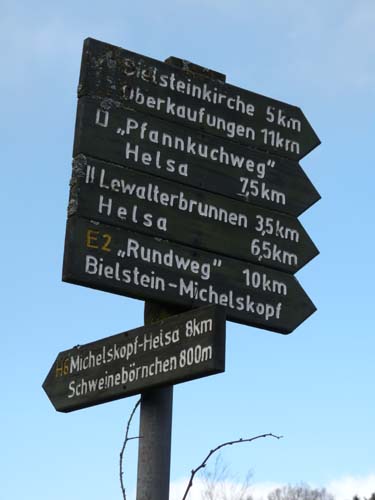 Bielsteinkirche 5km
Oberkaufungen 11km
„Pfannkuchweg"
Helsa 7,5km
II Lewalterbrunnen 3,5km
Helsa 6,5km
E2 „Rundweg" 10km
Bielstein-Michelskopf
H6 Michelskopf-Helsa 8km
Schweinebörnchen 800m